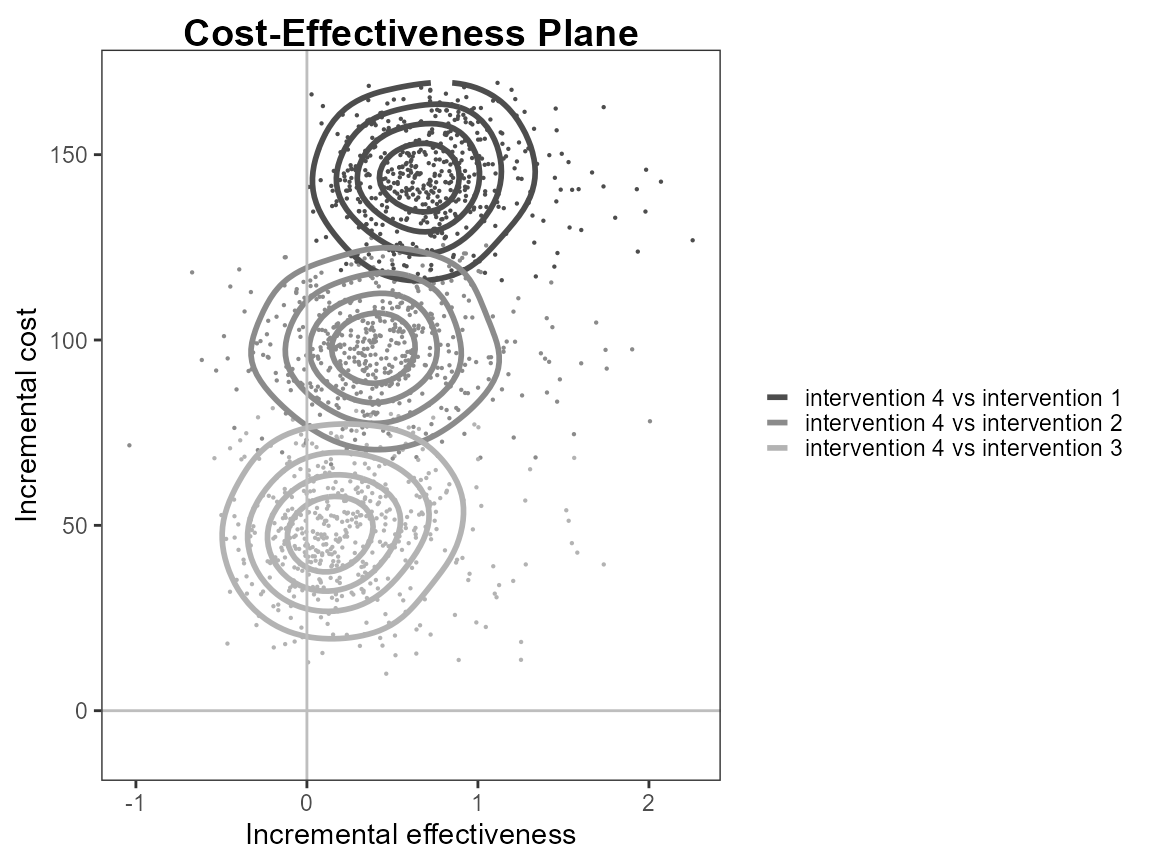 Cost-Effectiveness Plane
Incremental cost
150
100
50
0
-1
0
1
2
Incremental effectiveness
intervention 4 vs intervention 1
intervention 4 vs intervention 2
intervention 4 vs intervention 3